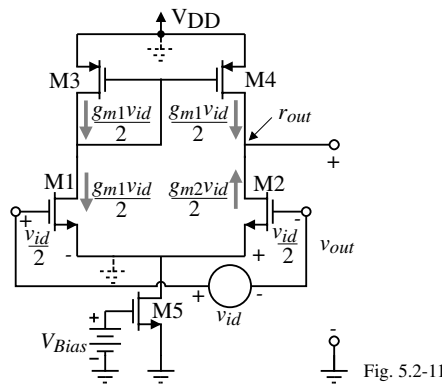 VDD
M3
M4
gm1vid
2
gm1vid
2
rout
+
M1
gm1vid
2
gm2vid
2
M2
+
vid
2
-
vid
2
-
+
vout
+
-
vid
+
VBias
-
M5
-
Fig. 5.2-11